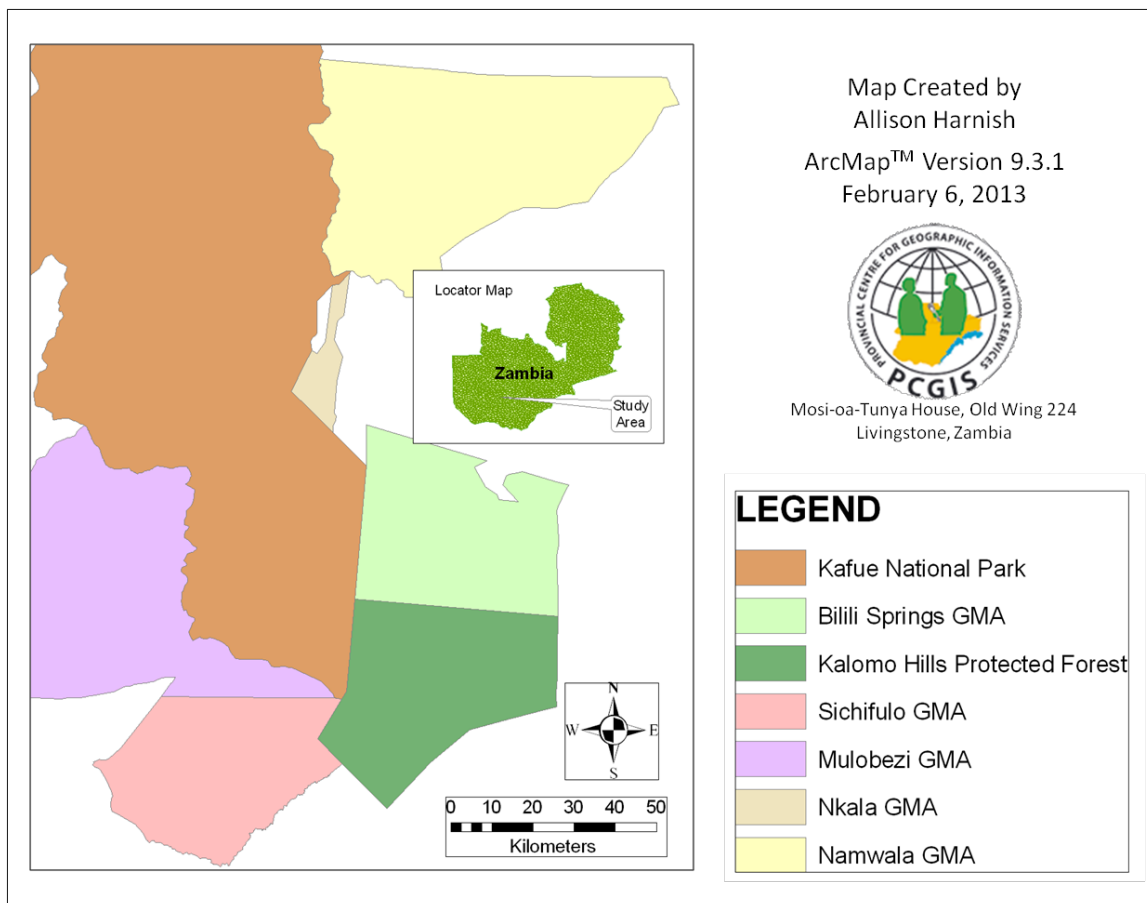 Map Created by
Allison Harnish
ArcMap™ Version 9.3.1
February 6, 2013
PROVINCIAL CENTRE FOR GEOGRAPHIC INFORMATION SERVICES
PCGIS
Mosi-oa-Tunya House, Old Wing 224
Livingstone, Zambia
Locator Map
Zambia
Study
Area
N
W E
S
0 10 20 30 40 50
Kilometers
LEGEND
Kafue National Park
Bilili Springs GMA
Kalomo Hills Protected Forest
Sichifulo GMA
Mulobezi GMA
Nkala GMA
Namwala GMA